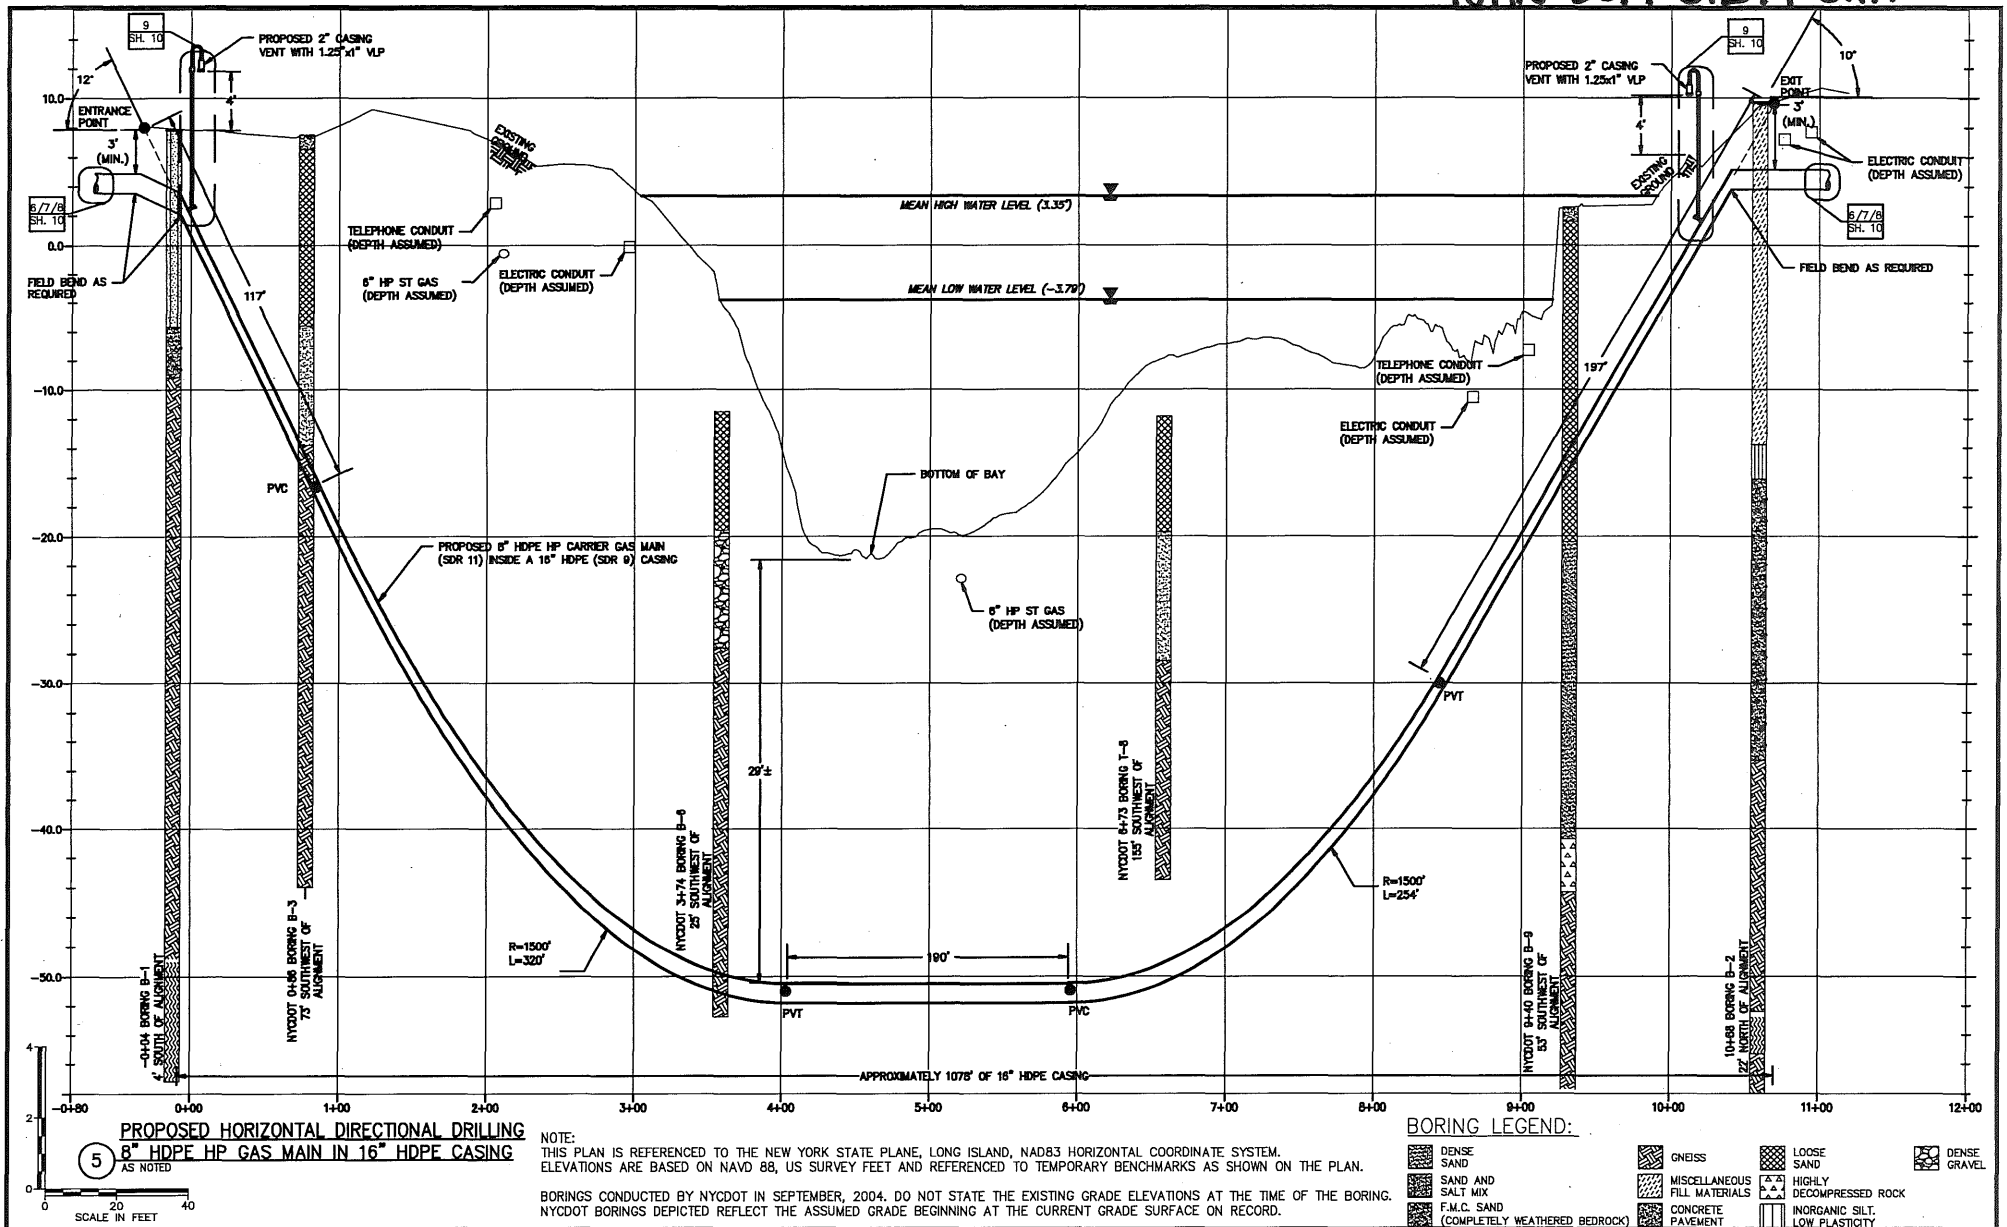 9
SH. 10
PROPOSED 2" CASING
VENT WITH 1.25"x1" VLP
12°
4'
ENTRANCE
POINT
3'
(MIN.)
6/7/8
SH. 10
FIELD BEND AS
REQUIRED
117'
PVC
EXISTING
GROUND
TELEPHONE CONDUIT
(DEPTH ASSUMED)
6" HP ST GAS
(DEPTH ASSUMED)
ELECTRIC CONDUIT
(DEPTH ASSUMED)
MEAN HIGH WATER LEVEL (3.35')
MEAN LOW WATER LEVEL (-3.79')
9
SH. 10
PROPOSED 2" CASING
VENT WITH 1.25x1" VLP
10°
EXIT
POINT
3'
(MIN.)
4'
EXISTING
GROUND
ELECTRIC CONDUIT
(DEPTH ASSUMED)
6/7/8
SH. 10
FIELD BEND AS REQUIRED
TELEPHONE CONDUIT
(DEPTH ASSUMED)
197'
ELECTRIC CONDUIT
(DEPTH ASSUMED)
BOTTOM OF BAY
PROPOSED 8" HDPE HP CARRIER GAS MAIN
(SDR 11) INSIDE A 16" HDPE (SDR 9) CASING
6" HP ST GAS
(DEPTH ASSUMED)
29'±
PVT
R=1500'
L=254'
R=1500'
L=320'
190'
PVT
PVC
-0+04 BORING B-1
4' SOUTH OF ALIGNMENT
NYCDOT 0+86 BORING B-3
73' SOUTHWEST OF
ALIGNMENT
NYCDOT 3+74 BORING B-6
25' SOUTHWEST OF
ALIGNMENT
NYCDOT 6+73 BORING T-8
155' SOUTHWEST OF
ALIGNMENT
NYCDOT 9+40 BORING B-9
53' SOUTHWEST OF
ALIGNMENT
10+68 BORING B-2
22' NORTH OF ALIGNMENT
APPROXIMATELY 1078' OF 16" HDPE CASING
10.0
0.0
-10.0
-20.0
-30.0
-40.0
-50.0
-0+80 0+00 1+00 2+00 3+00 4+00 5+00 6+00 7+00 8+00 9+00 10+00 11+00 12+00
4
2
0
5
PROPOSED HORIZONTAL DIRECTIONAL DRILLING
8" HDPE HP GAS MAIN IN 16" HDPE CASING
AS NOTED
0 20 40
SCALE IN FEET
NOTE:
THIS PLAN IS REFERENCED TO THE NEW YORK STATE PLANE, LONG ISLAND, NAD83 HORIZONTAL COORDINATE SYSTEM.
ELEVATIONS ARE BASED ON NAVD 88, US SURVEY FEET AND REFERENCED TO TEMPORARY BENCHMARKS AS SHOWN ON THE PLAN.
BORINGS CONDUCTED BY NYCDOT IN SEPTEMBER, 2004. DO NOT STATE THE EXISTING GRADE ELEVATIONS AT THE TIME OF THE BORING.
NYCDOT BORINGS DEPICTED REFLECT THE ASSUMED GRADE BEGINNING AT THE CURRENT GRADE SURFACE ON RECORD.
BORING LEGEND:
DENSE
SAND
GNEISS
LOOSE
SAND
DENSE
GRAVEL
SAND AND
SALT MIX
MISCELLANEOUS
FILL MATERIALS
HIGHLY
DECOMPRESSED ROCK
F.M.C. SAND
(COMPLETELY WEATHERED BEDROCK)
CONCRETE
PAVEMENT
INORGANIC SILT.
LOW PLASTICITY